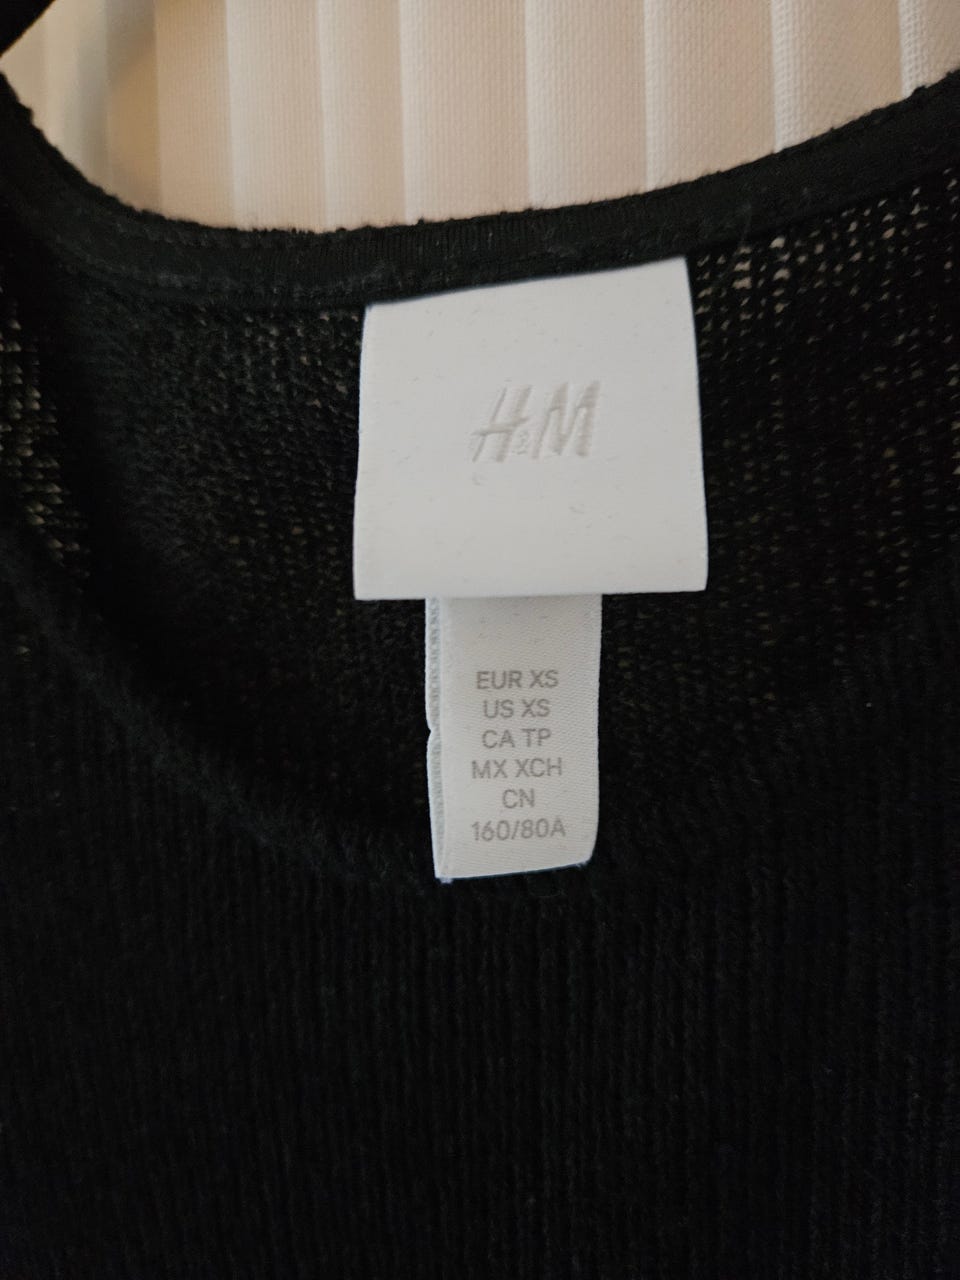 H&M
EUR XS
US XS
CA TP
MX XCH
CN
160/80A